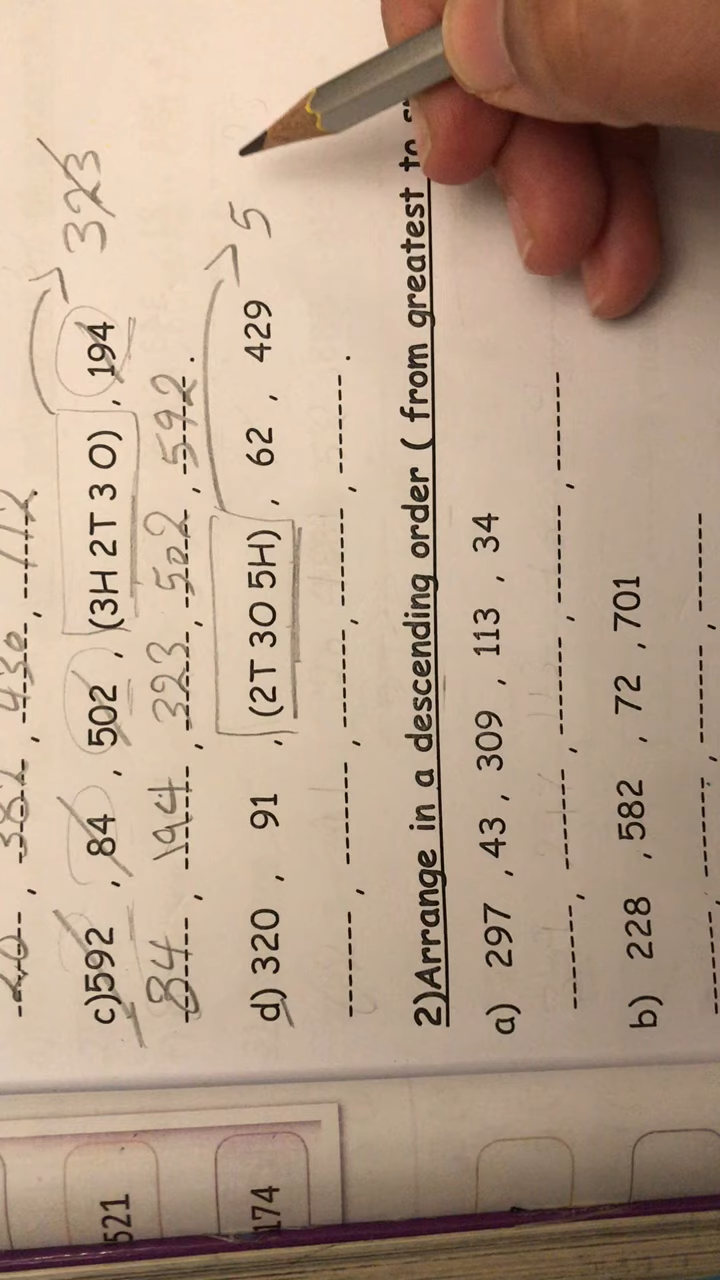 c)592 , 84 , 502 , (3H 2T 3 O) , 194 323
84 , 194 , 323 , 502 , 592 .
d) 320 , 91 , (2T 3O 5H) , 62 , 429 5
-------, -------, -------, -------, -------.
2)Arrange in a descending order ( from greatest to
a) 297 , 43 , 309 , 113 , 34
-------, -------, -------, -------, -------
b) 228 , 582 , 72 , 701
-------, -------, -------, -------
521
174